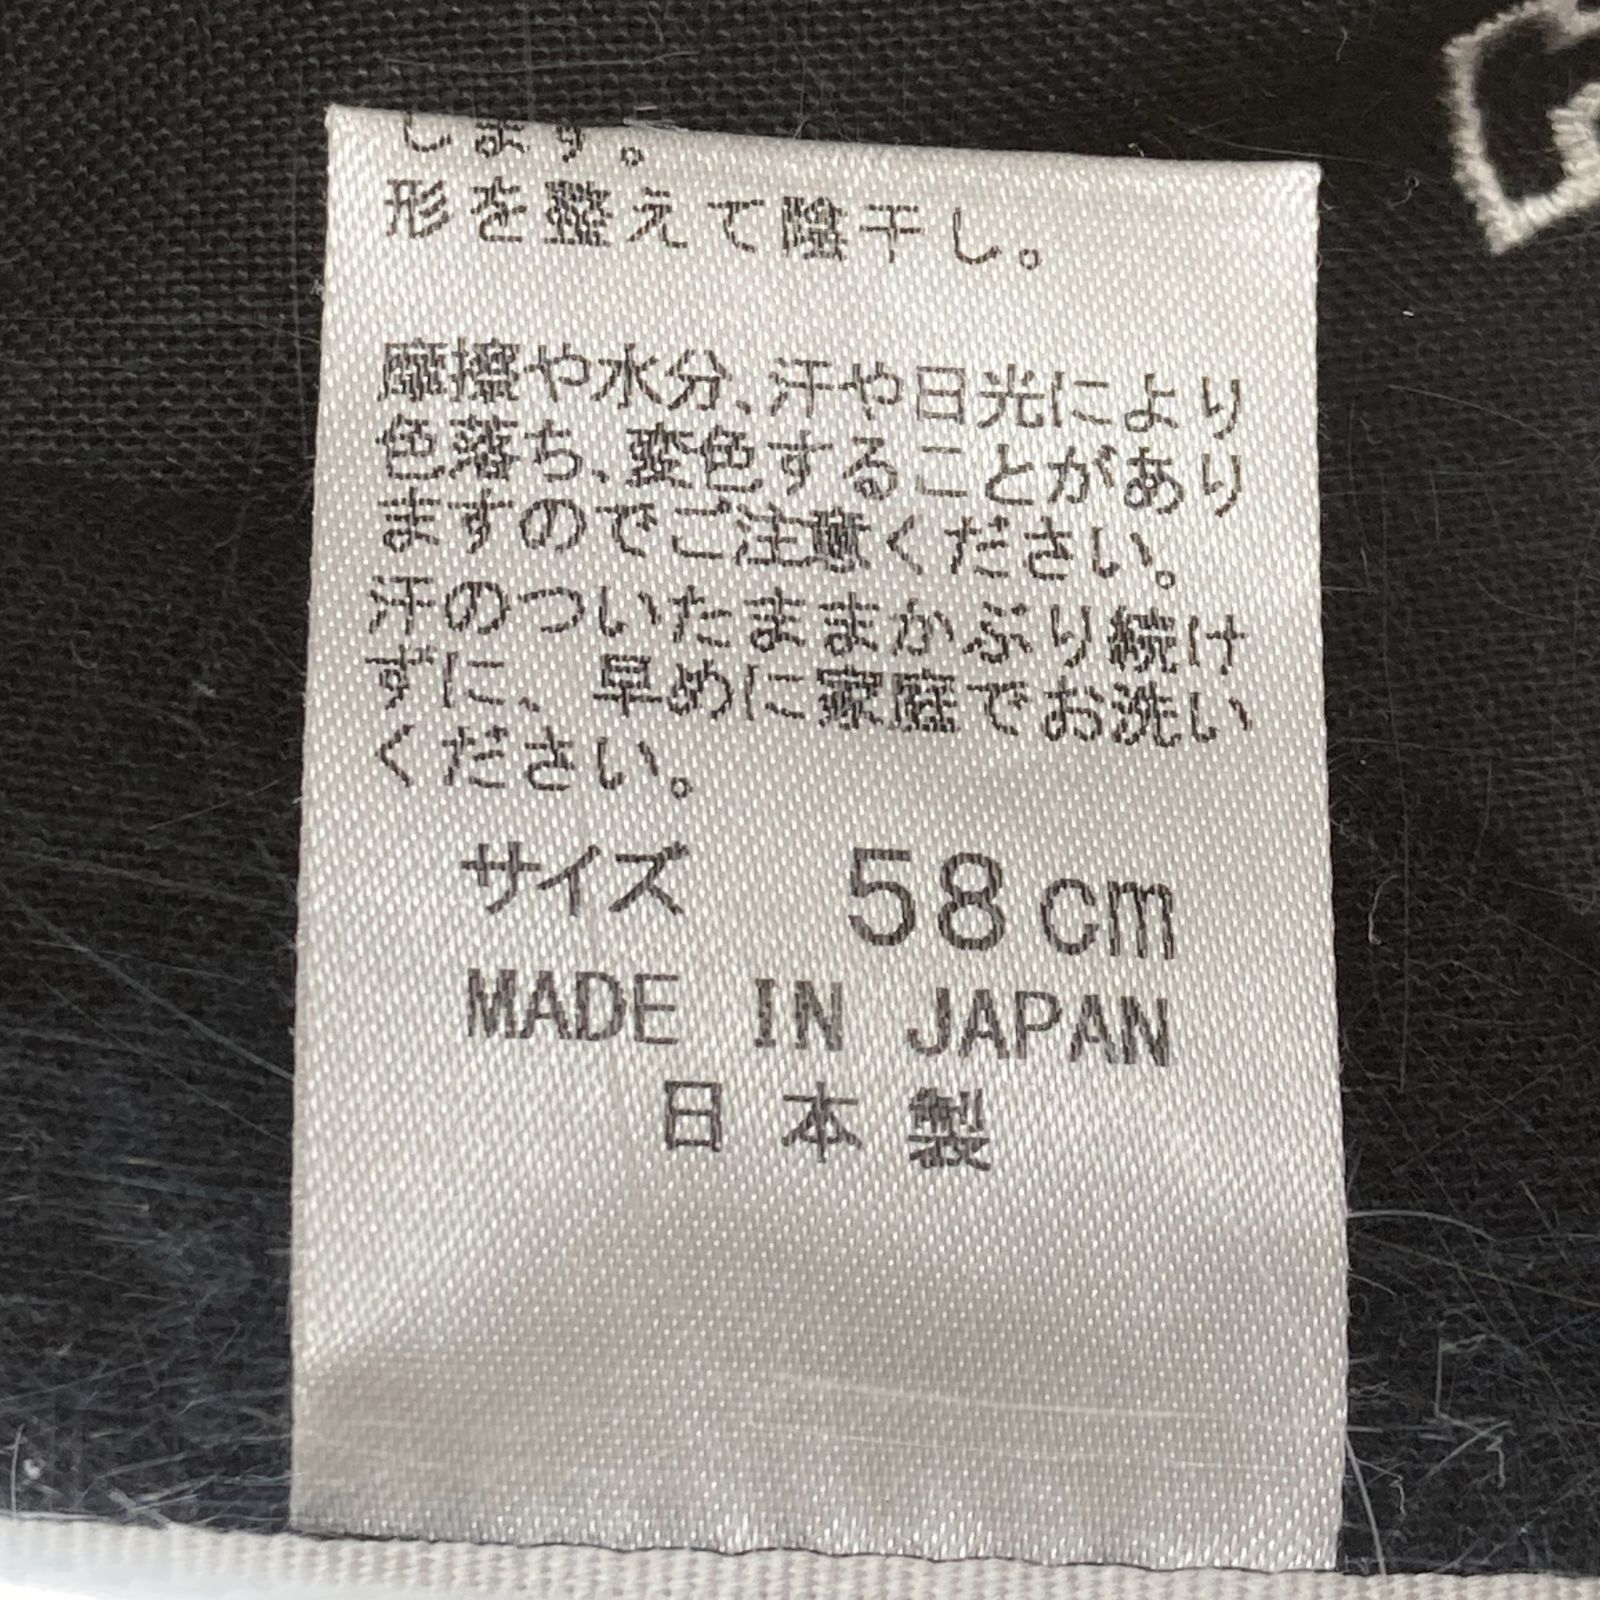 します。
形を整えて陰干し。
摩擦や水分、汗や日光により
色落ち、変色することがあり
ますのでご注意ください。
汗のついたままかぶり続け
ずに、早めに家庭でお洗い
ください。
サイズ 58cm
MADE IN JAPAN
日本製